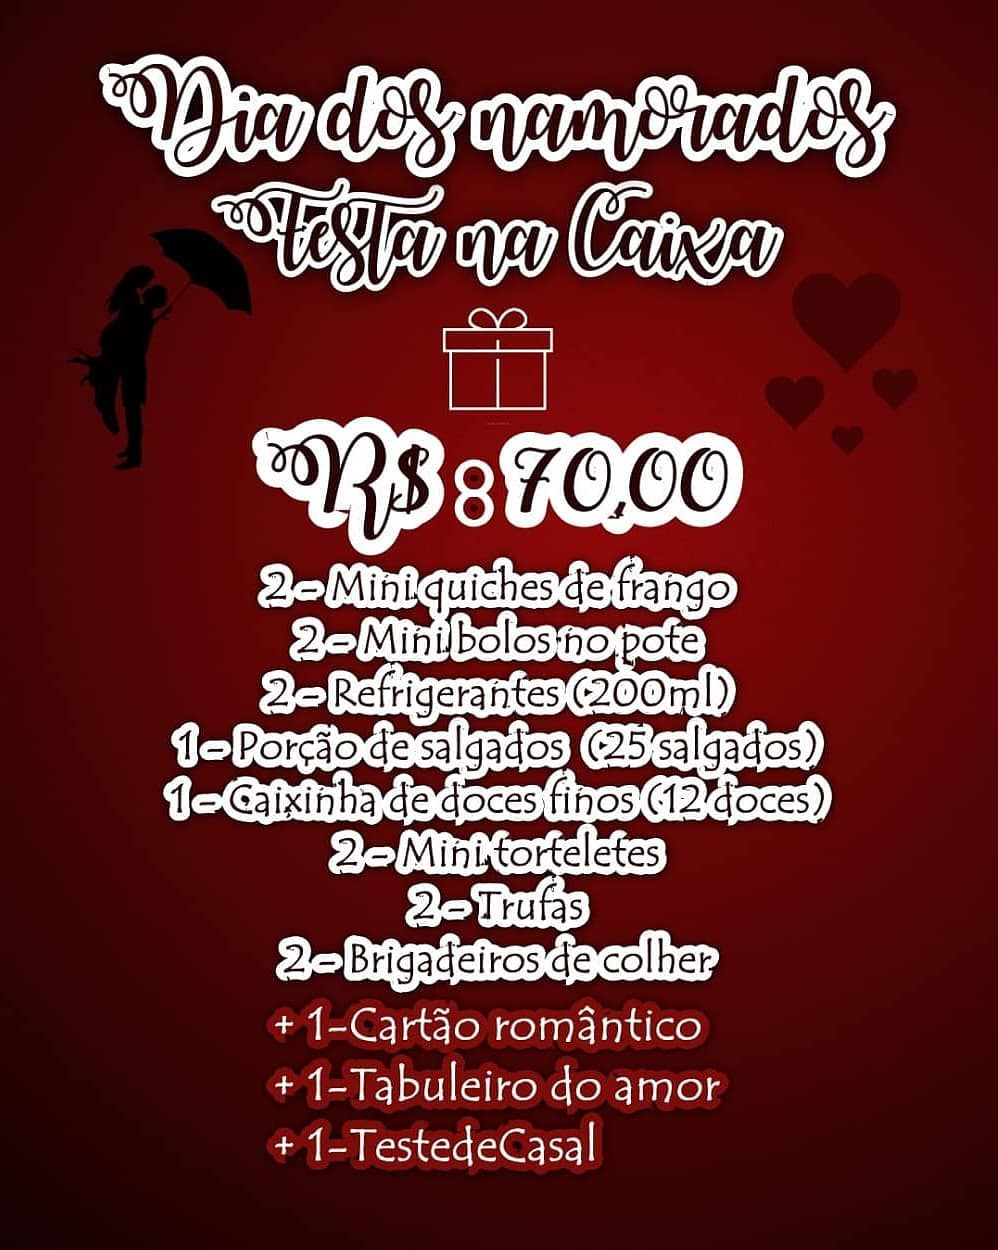 Dia dos namorados
Festa na Caixa
R$:70,00
2-Mini quiches de frango
2-Mini bolos no pote
2-Refrigerantes (200ml)
1-Porção de salgados (25 salgados)
1-Caixinha de doces finos (12 doces)
2-Mini torteletes
2-Trufas
2-Brigadeiros de colher
+ 1-Cartão romântico
+ 1-Tabuleiro do amor
+ 1-TestedeCasal